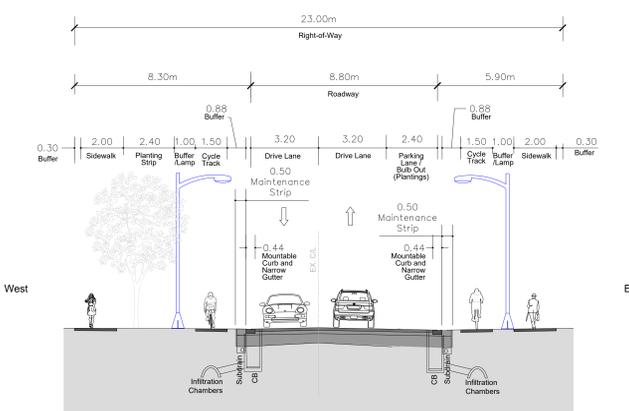 23.00m
Right-of-Way
8.30m
8.80m
5.90m
Roadway
0.88
Buffer
0.88
Buffer
0.30
Buffer
2.00
Sidewalk
2.40
Planting
Strip
1.00
Buffer
/Lamp
1.50
Cycle
Track
3.20
Drive Lane
3.20
Drive Lane
2.40
Parking
Lane /
Bulb Out
(Plantings)
1.50
Cycle
Track
1.00
Buffer
/Lamp
2.00
Sidewalk
0.30
Buffer
0.50
Maintenance
Strip
0.50
Maintenance
Strip
0.44
Mountable
Curb and
Narrow
Gutter
EX. C/L
0.44
Mountable
Curb and
Narrow
Gutter
West
E
Infiltration
Chambers
Subdrain
CB
CB
Subdrain
Infiltration
Chambers